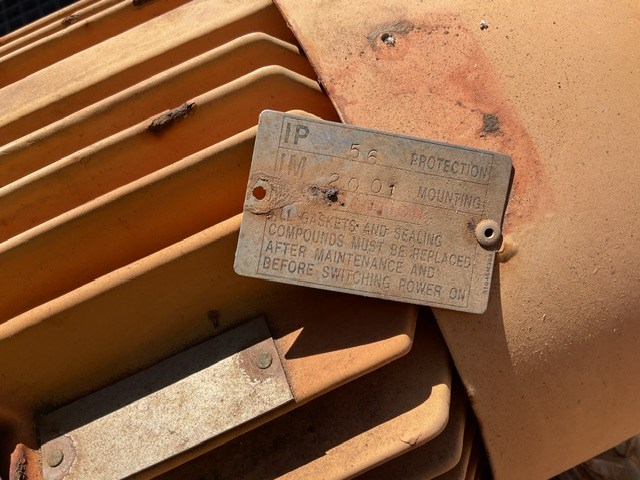 IP 56 PROTECTION
IM 2001 MOUNTING
GASKETS AND SEALING
COMPOUNDS MUST BE REPLACED
AFTER MAINTENANCE AND
BEFORE SWITCHING POWER ON